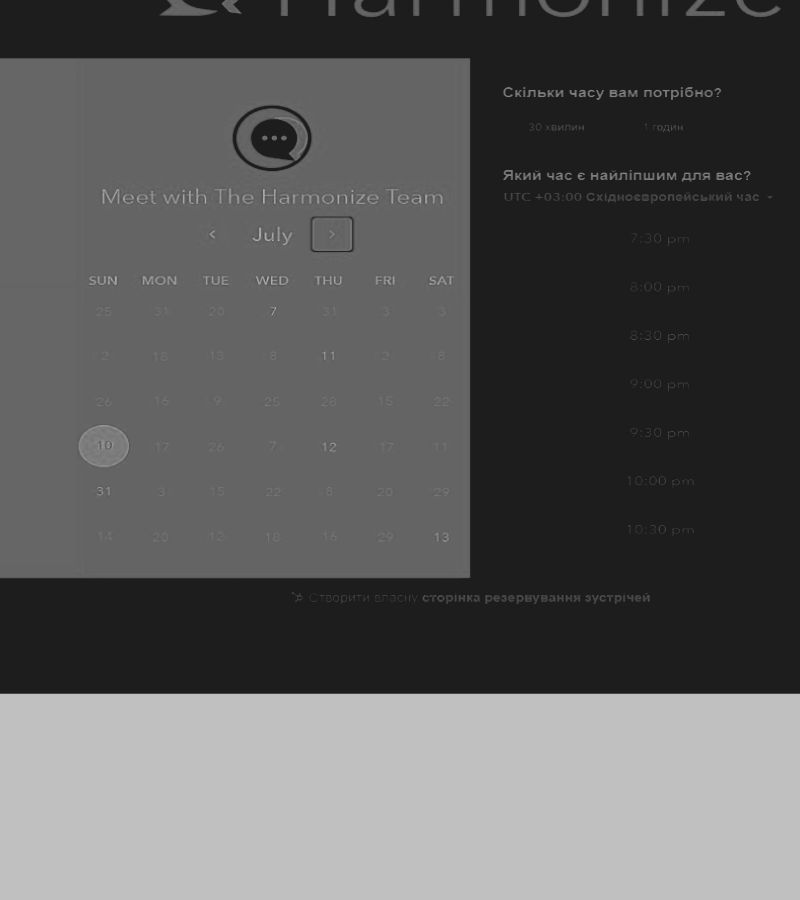 Harmonize
Meet with The Harmonize Team
July
SUN MON TUE WED THU FRI SAT
25 31 20 7 31 3 3
2 18 13 8 11 2 8
26 16 9 25 28 15 22
10 17 26 7 12 17 11
31 3 15 22 8 20 29
14 20 12 18 16 29 13
Скільки часу вам потрібно?
30 хвилин 1 годин
Який час є найліпшим для вас?
UTC +03:00 Східноєвропейський час
7:30 pm
8:00 pm
8:30 pm
9:00 pm
9:30 pm
10:00 pm
10:30 pm
Створити власну сторінка резервування зустрічей